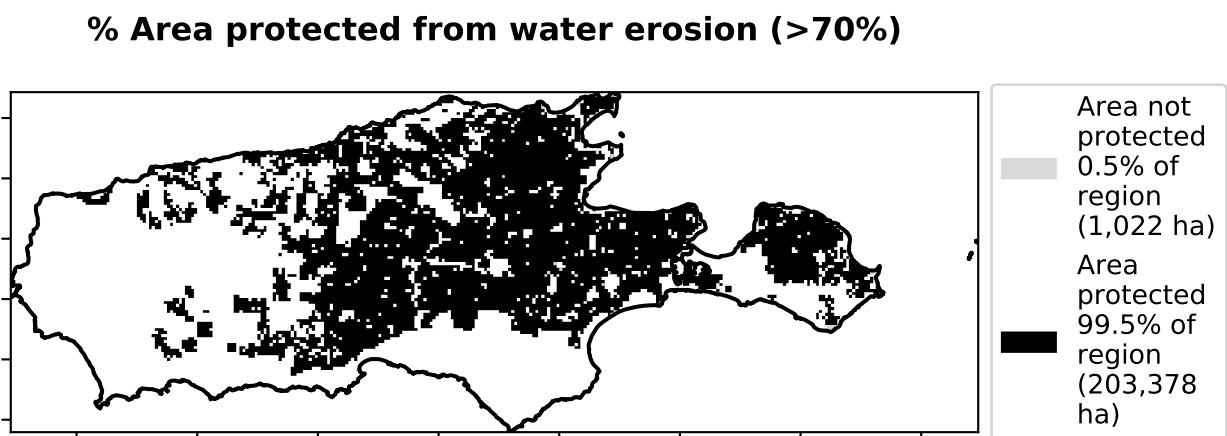 % Area protected from water erosion (>70%)
Area not
protected
0.5% of
region
(1,022 ha)
Area
protected
99.5% of
region
(203,378
ha)